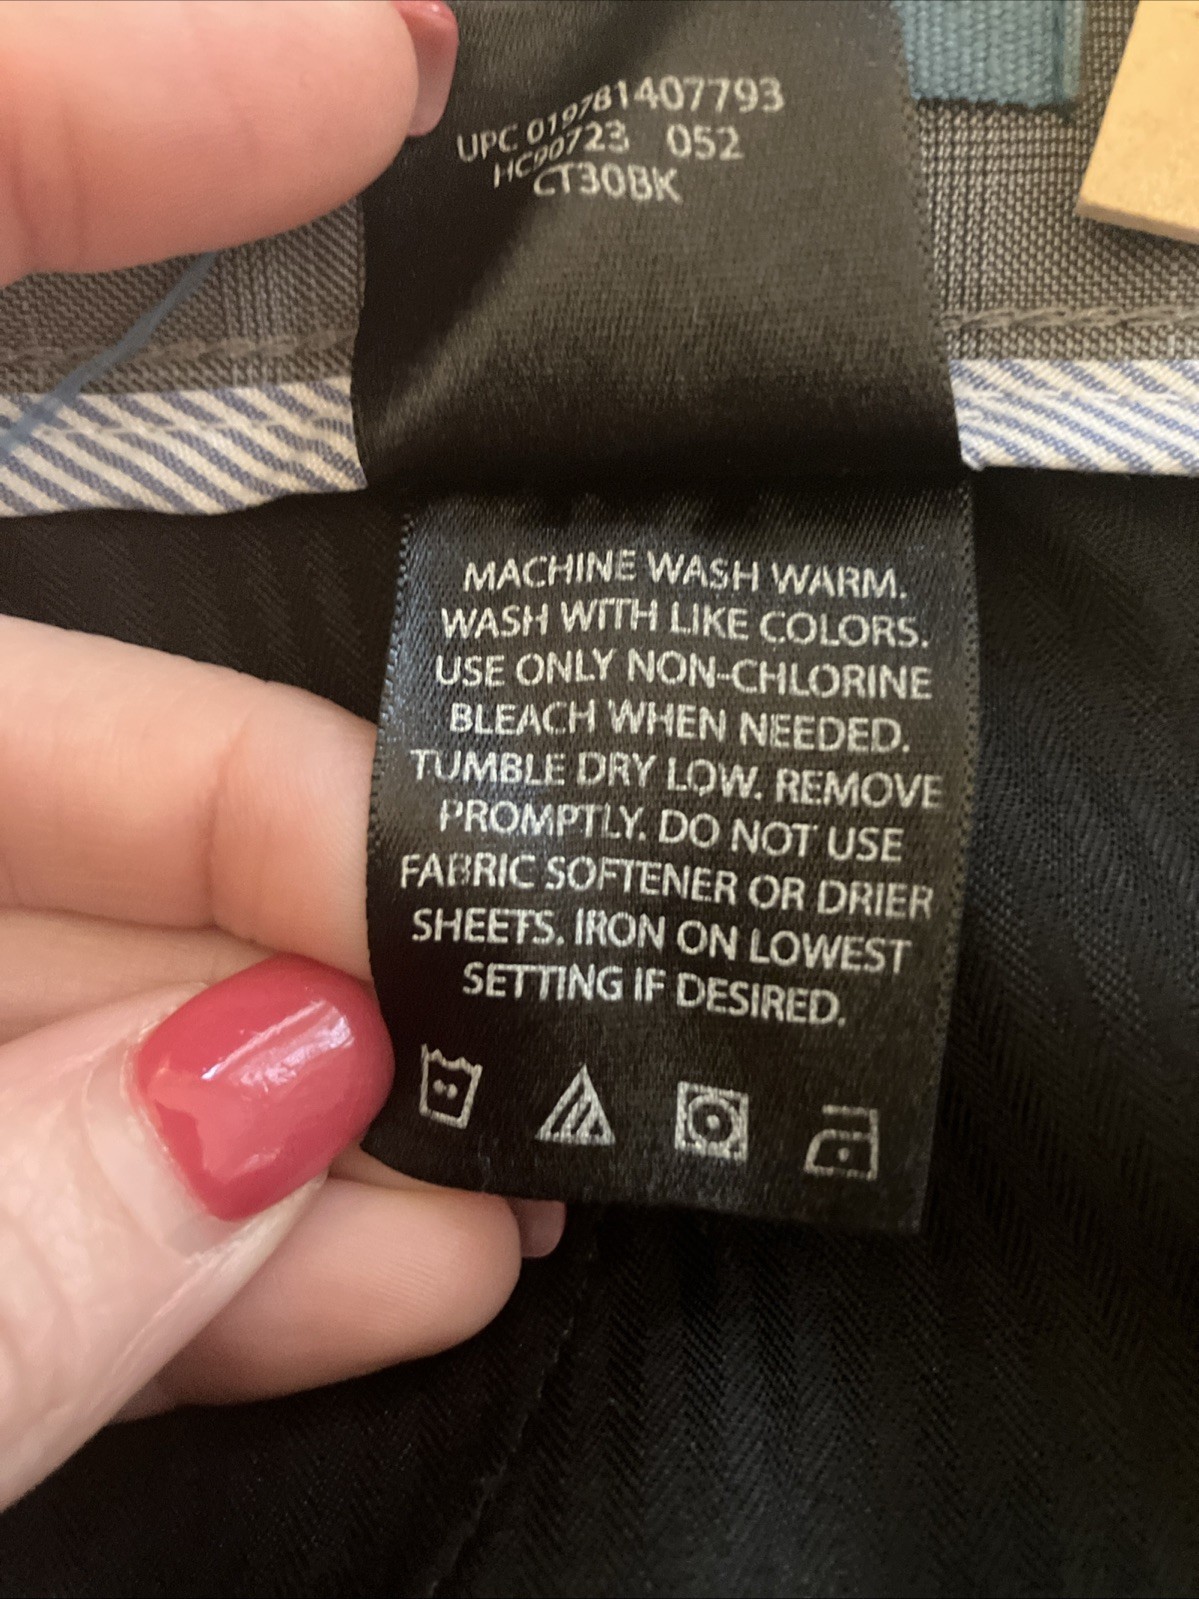 UPC 019781407793
HC90723 052
CT30BK
MACHINE WASH WARM.
WASH WITH LIKE COLORS.
USE ONLY NON-CHLORINE
BLEACH WHEN NEEDED.
TUMBLE DRY LOW. REMOVE
PROMPTLY. DO NOT USE
FABRIC SOFTENER OR DRIER
SHEETS. IRON ON LOWEST
SETTING IF DESIRED.